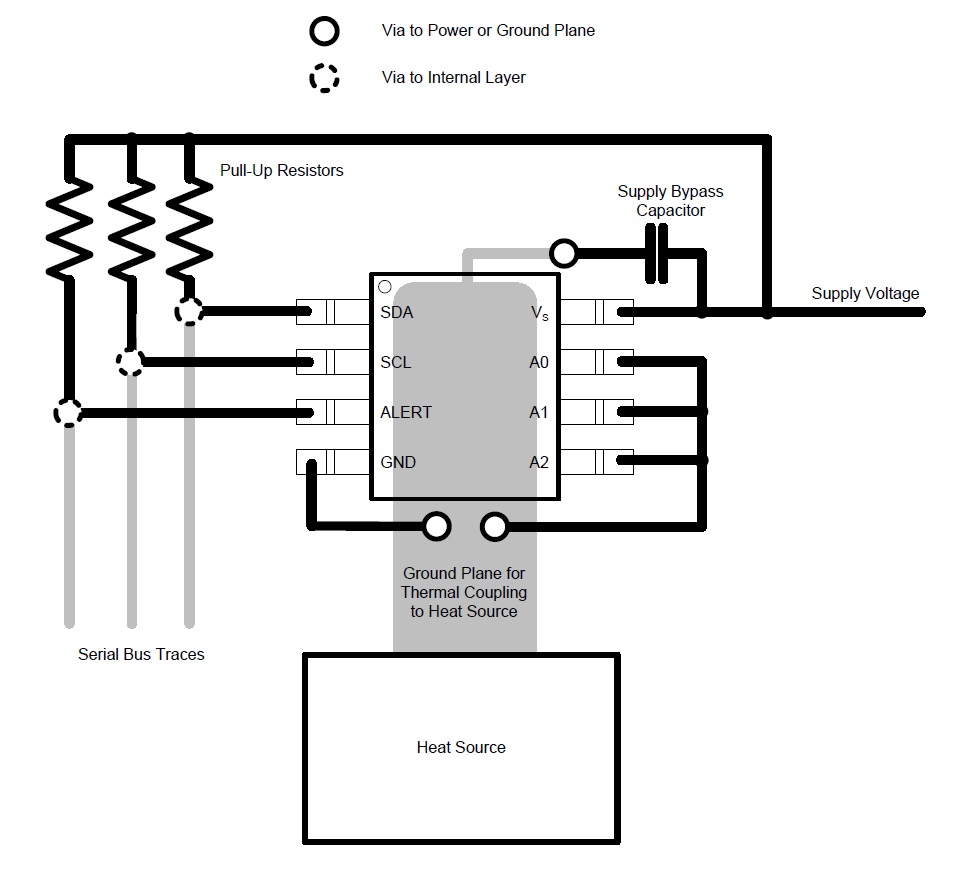 Via to Power or Ground Plane
Via to Internal Layer
Pull-Up Resistors
Supply Bypass
Capacitor
Supply Voltage
SDA
SCL
ALERT
GND
Vs
A0
A1
A2
Ground Plane for
Thermal Coupling
to Heat Source
Serial Bus Traces
Heat Source